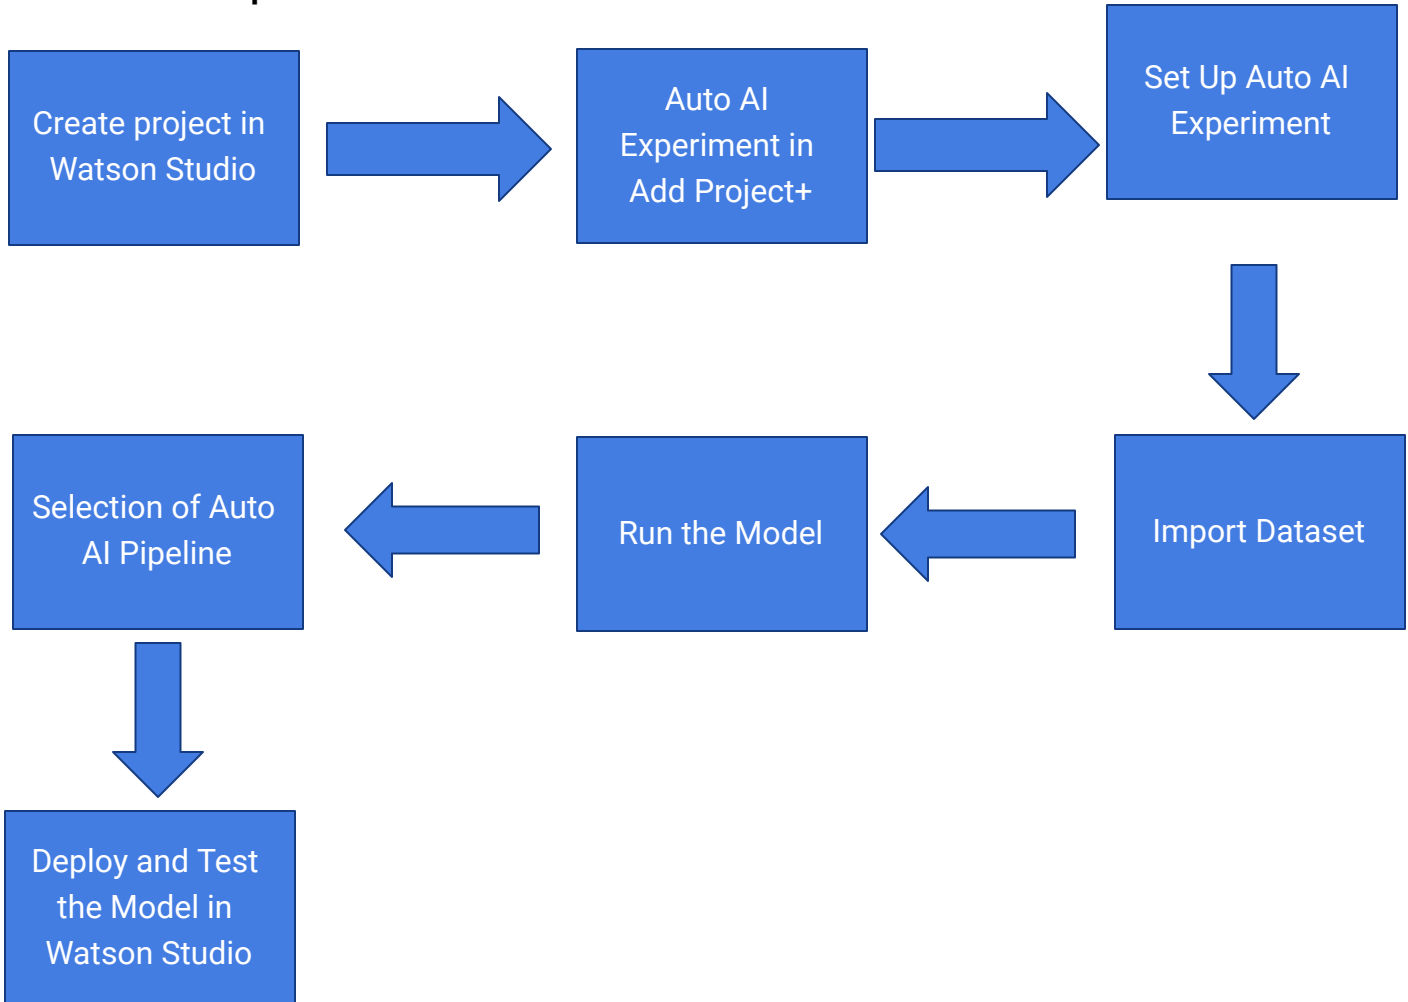 Create project in
Watson Studio
Auto AI
Experiment in
Add Project+
Set Up Auto AI
Experiment
Import Dataset
Run the Model
Selection of Auto
AI Pipeline
Deploy and Test
the Model in
Watson Studio